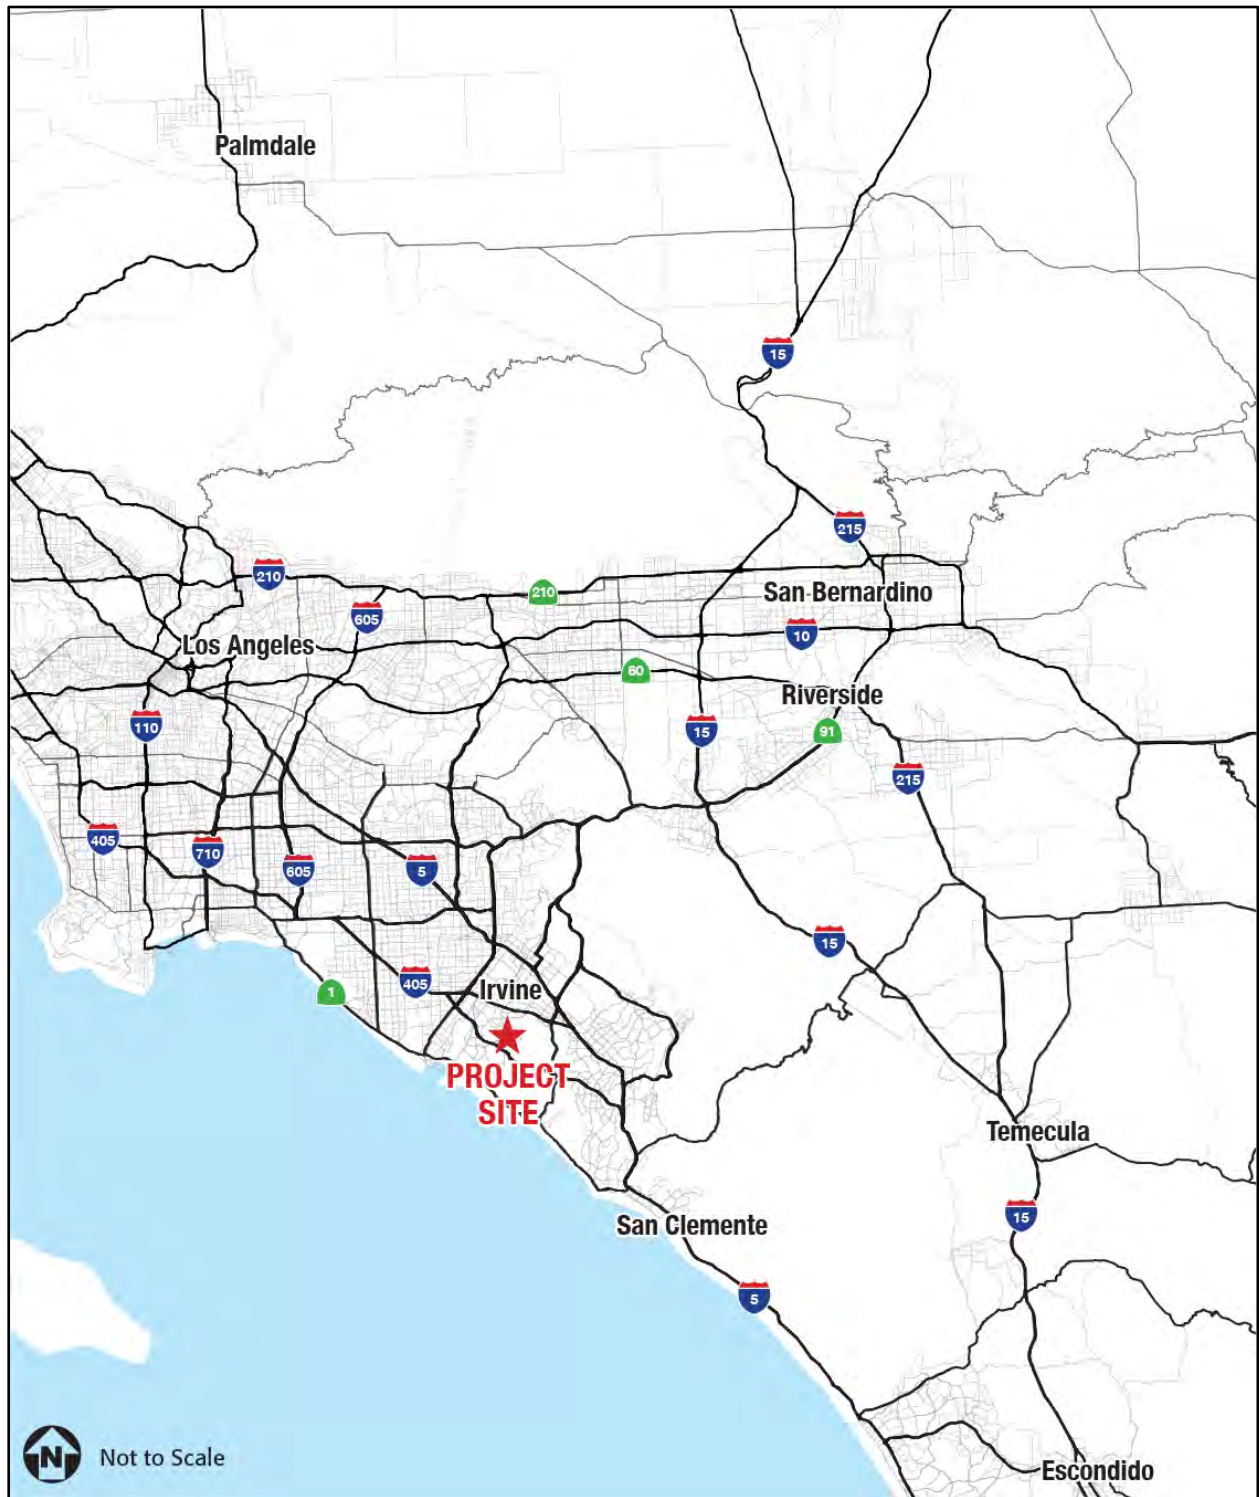 Palmdale
15
215
210
210
San Bernardino
605
10
Los Angeles
60
Riverside
110
15
91
215
405
710
605
5
15
405
Irvine
1
PROJECT
SITE
Temecula
15
San Clemente
5
N
Not to Scale
Escondido